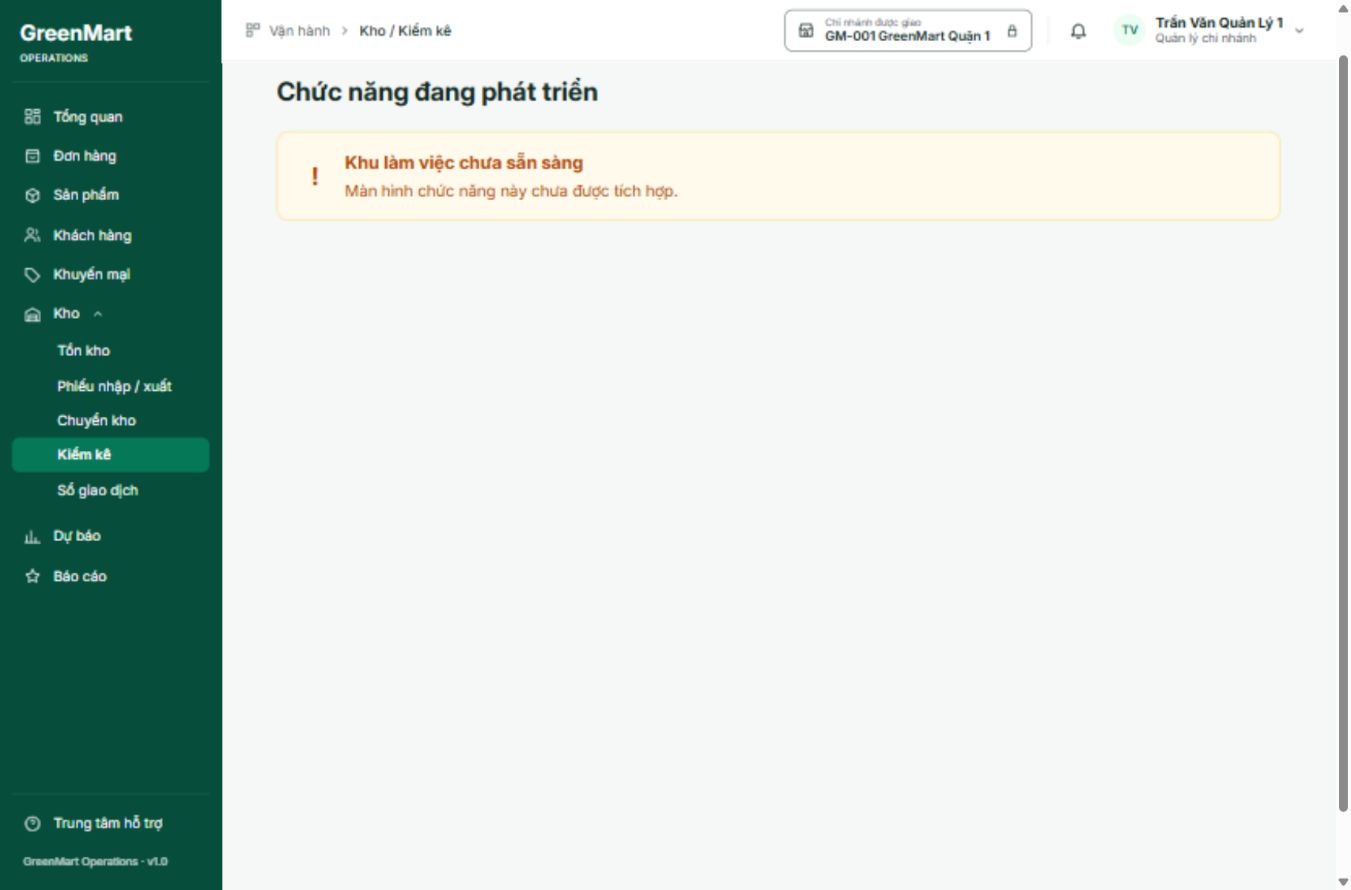 GreenMart
OPERATIONS
Tổng quan
Đơn hàng
Sản phẩm
Khách hàng
Khuyến mại
Kho
Tồn kho
Phiếu nhập / xuất
Chuyển kho
Kiểm kê
Sổ giao dịch
Dự báo
Báo cáo
Trung tâm hỗ trợ
GreenMart Operations - v1.0
Vận hành > Kho / Kiểm kê
Chi nhánh được giao
GM-001 GreenMart Quận 1
TV
Trần Văn Quản Lý 1
Quản lý chi nhánh
Chức năng đang phát triển
!
Khu làm việc chưa sẵn sàng
Màn hình chức năng này chưa được tích hợp.